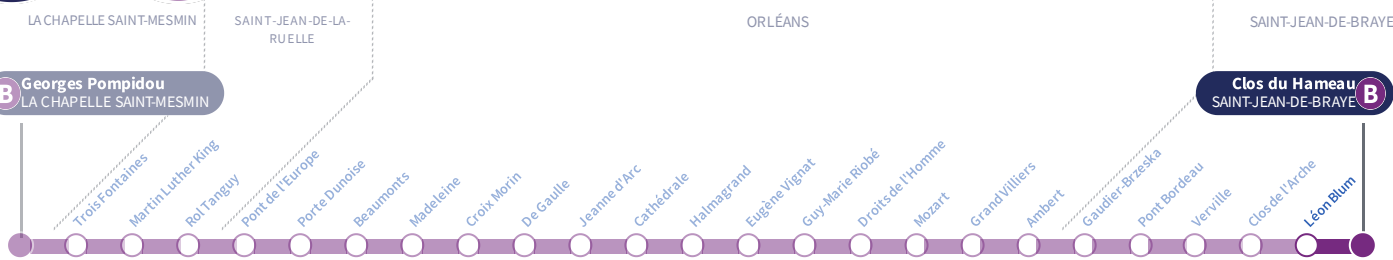 LA CHAPELLE SAINT-MESMIN
SAINT-JEAN-DE-LA-
RUELLE
ORLÉANS
SAINT-JEAN-DE-BRAYE
B
Georges Pompidou
LA CHAPELLE SAINT-MESMIN
Clos du Hameau
SAINT-JEAN-DE-BRAYE
B
Trois Fontaines
Martin Luther King
Rol Tanguy
Pont de l'Europe
Porte Dunoise
Beaumonts
Madeleine
Croix Morin
De Gaulle
Jeanne d'Arc
Cathédrale
Halmagrand
Eugène Vignat
Guy-Marie Riobé
Droits de l'Homme
Mozart
Grand Villiers
Ambert
Gaudier-Brzeska
Pont Bordeau
Verville
Clos de l'Arche
Léon Blum